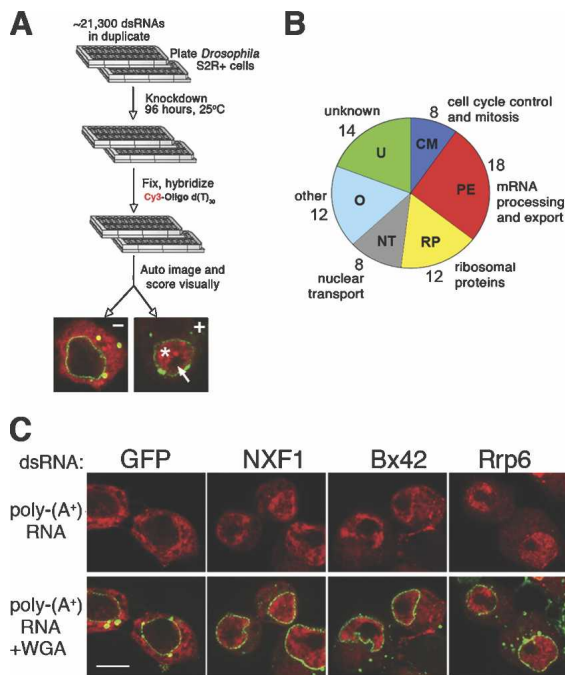 A
~21,300 dsRNAs
in duplicate
Plate Drosophila
S2R+ cells
Knockdown
96 hours, 25ºC
Fix, hybridize
Cy3-Oligo d(T)30
Auto image and
score visually
–
+
*
B
unknown
14
8
cell cycle control
and mitosis
18
mRNA
processing
and export
12
ribosomal
proteins
8
nuclear
transport
other
12
U
CM
PE
RP
NT
O
C
dsRNA:
GFP
NXF1
Bx42
Rrp6
poly-(A+)
RNA
poly-(A+)
RNA
+WGA